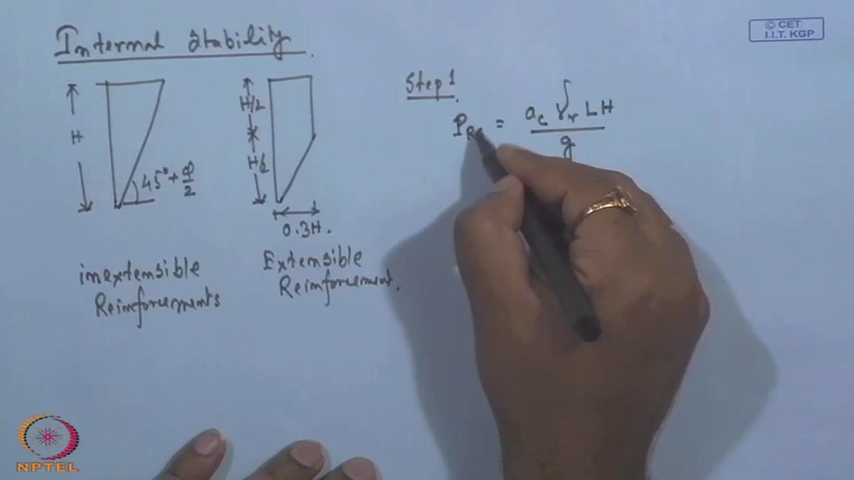 © CET
I.I.T. KGP
Internal Stability.
H
45° + φ/2
inextensible
Reinforcements
H/2
H/2
0.3H.
Extensible
Reinforcement.
Step 1.
= a_c γ_r L H / g
NPTEL